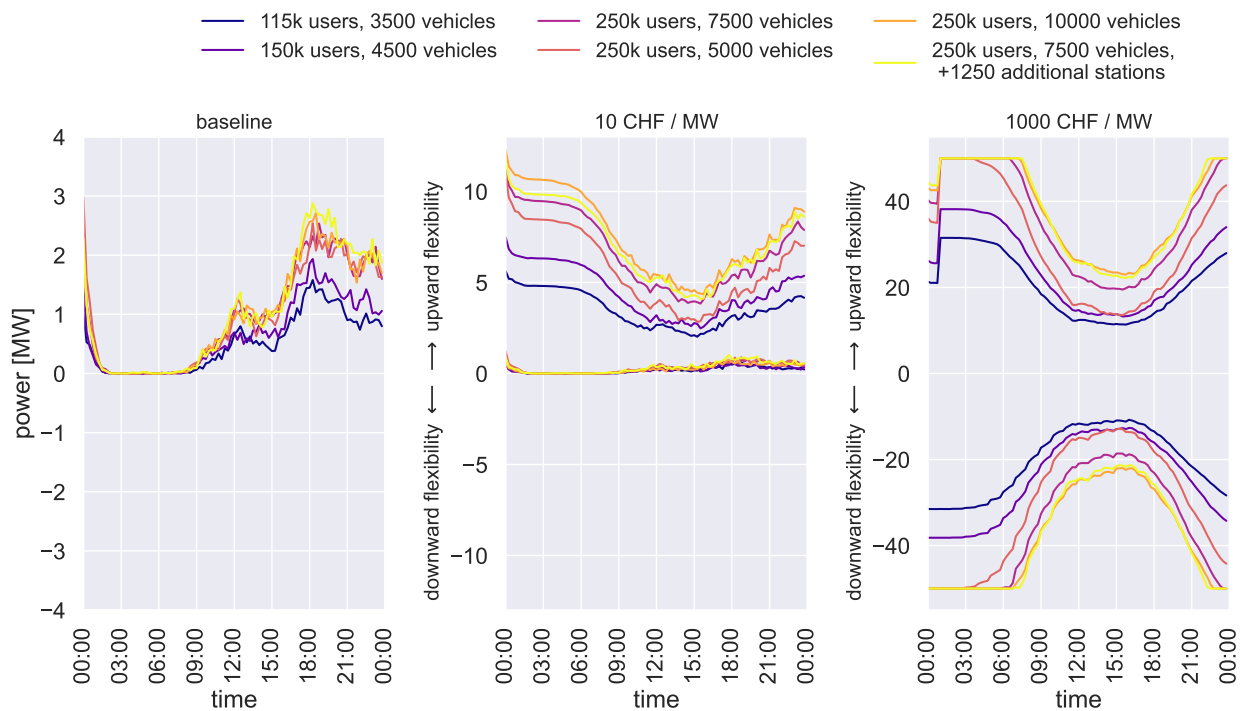 115k users, 3500 vehicles
150k users, 4500 vehicles
250k users, 7500 vehicles
250k users, 5000 vehicles
250k users, 10000 vehicles
250k users, 7500 vehicles,
+1250 additional stations
baseline
power [MW]
4
3
2
1
0
−1
−2
−3
−4
00:00
03:00
06:00
09:00
12:00
15:00
18:00
21:00
00:00
time
10 CHF / MW
downward flexibility ← → upward flexibility
10
5
0
−5
−10
00:00
03:00
06:00
09:00
12:00
15:00
18:00
21:00
00:00
time
1000 CHF / MW
downward flexibility ← → upward flexibility
40
20
0
−20
−40
00:00
03:00
06:00
09:00
12:00
15:00
18:00
21:00
00:00
time